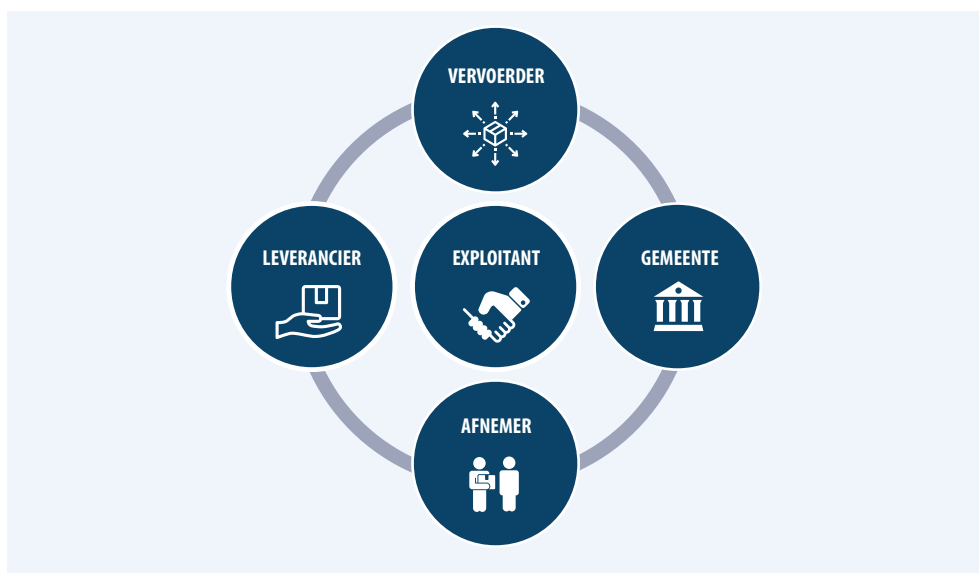 VERVOERDER
LEVERANCIER
EXPLOITANT
GEMEENTE
AFNEMER